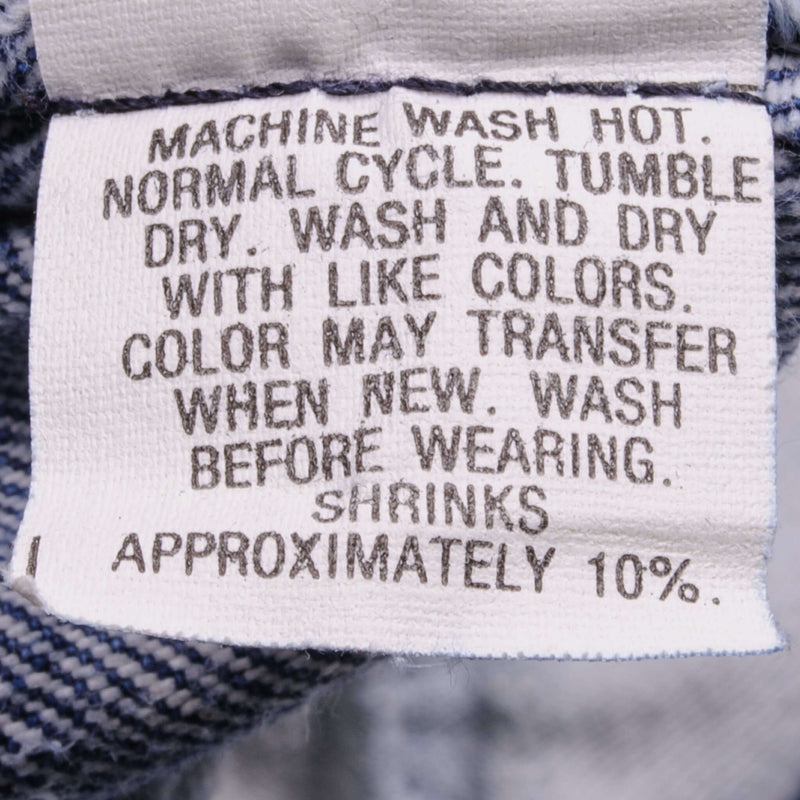 MACHINE WASH HOT.
NORMAL CYCLE. TUMBLE
DRY. WASH AND DRY
WITH LIKE COLORS.
COLOR MAY TRANSFER
WHEN NEW. WASH
BEFORE WEARING.
SHRINKS
APPROXIMATELY 10%.